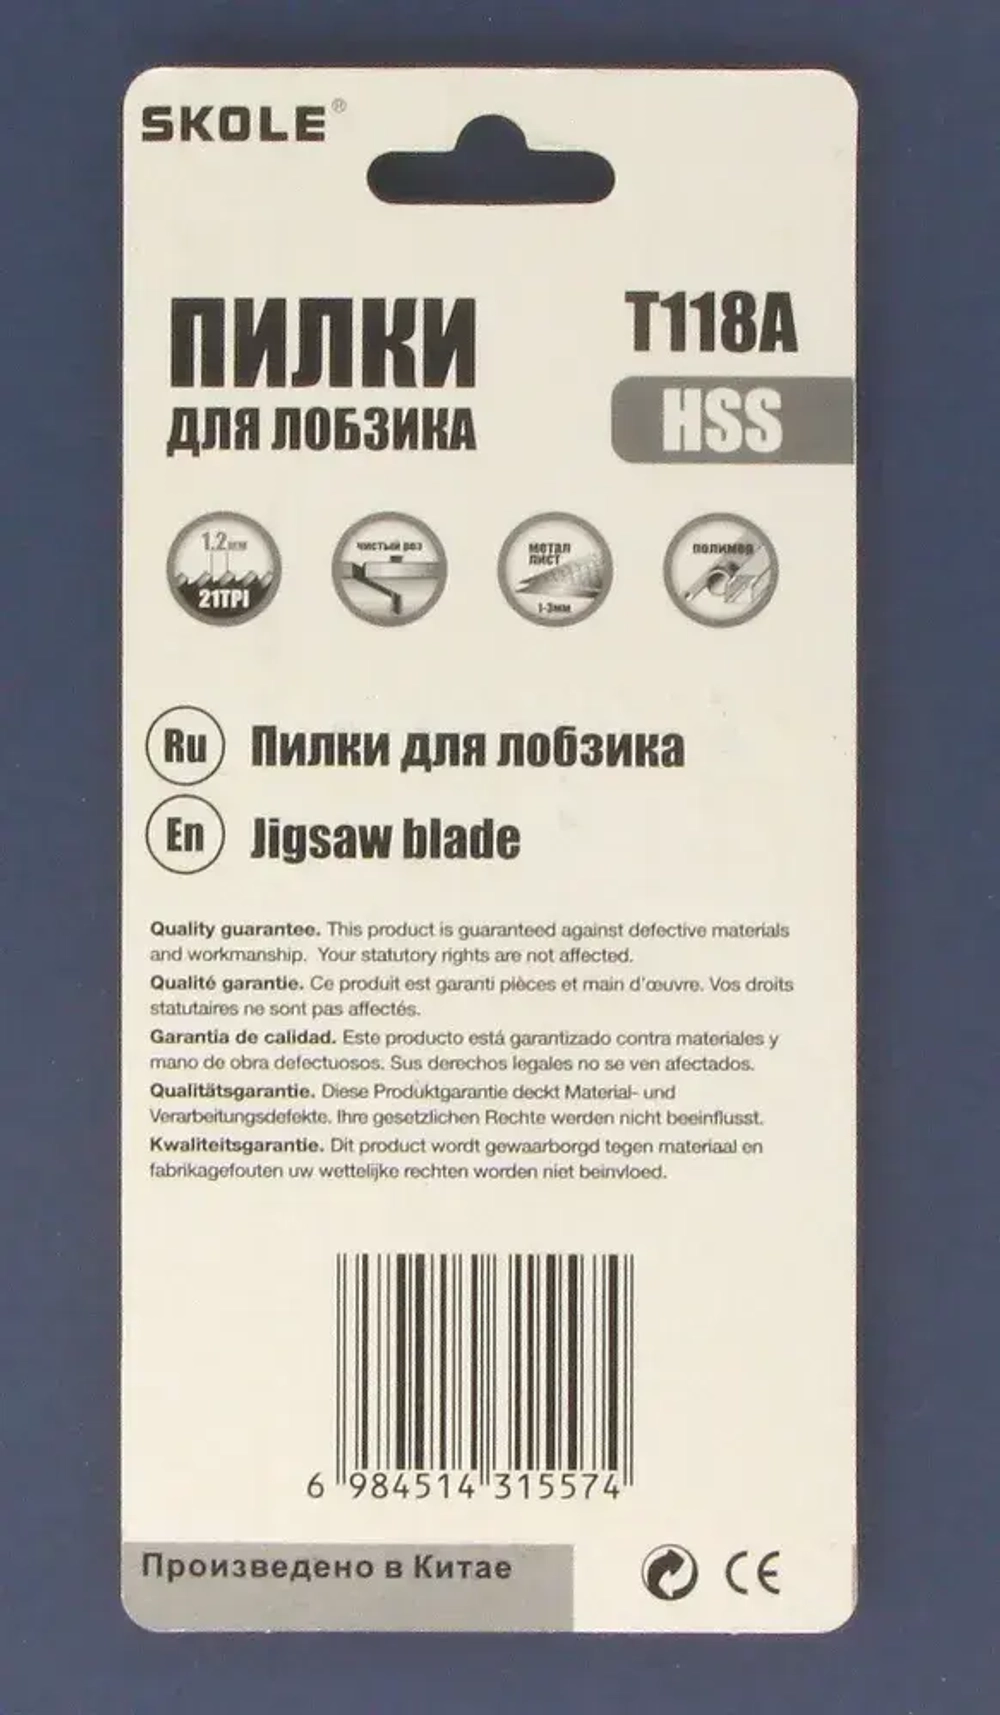 SKOLE®
ПИЛКИ
ДЛЯ ЛОБЗИКА
T118A
HSS
1.2мм
21TPI
чистый рез
метал
лист
1-3мм
полимер
Ru Пилки для лобзика
En Jigsaw blade
Quality guarantee. This product is guaranteed against defective materials
and workmanship. Your statutory rights are not affected.
Qualité garantie. Ce produit est garanti pièces et main d'œuvre. Vos droits
statutaires ne sont pas affectés.
Garantia de calidad. Este producto está garantizado contra materiales y
mano de obra defectuosos. Sus derechos legales no se ven afectados.
Qualitätsgarantie. Diese Produktgarantie deckt Material- und
Verarbeitungsdefekte. Ihre gesetzlichen Rechte werden nicht beeinflusst.
Kwaliteitsgarantie. Dit product wordt gewaarborgd tegen materiaal en
fabrikagefouten uw wettelijke rechten worden niet beinvloed.
6 984514 315574
Произведено в Китае
CE